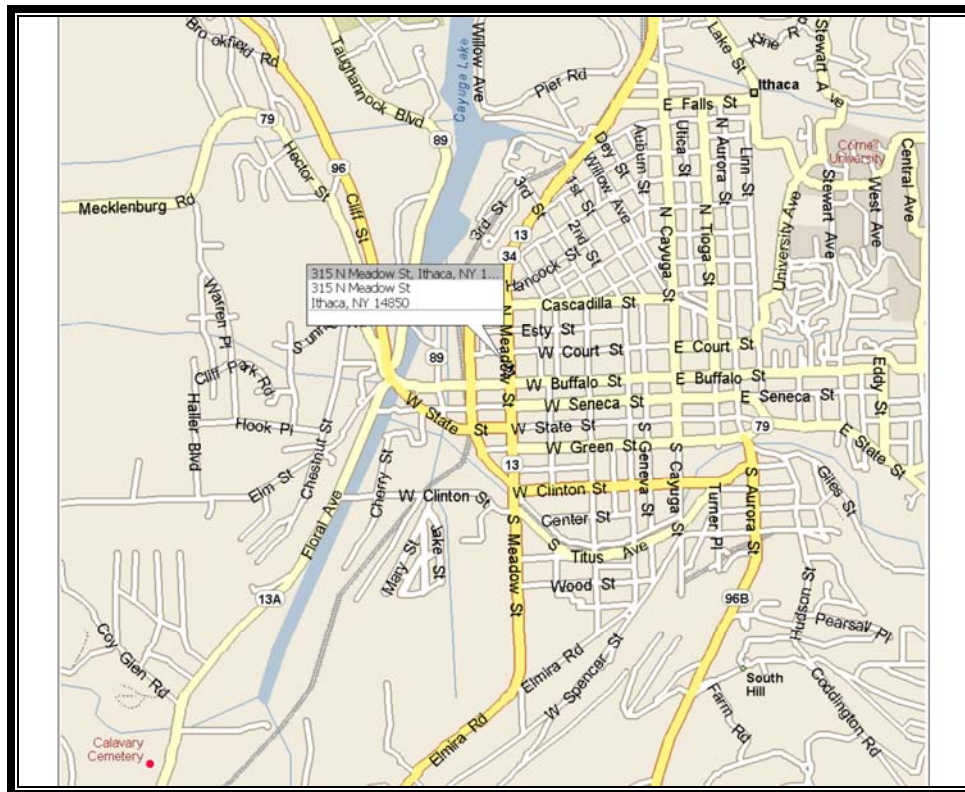 Brookfield Rd
Taughannock Blvd
Cayuga Lake
Willow Ave
Pier Rd
Lake St
Kline R
Stewart Ave
Ithaca
E Falls St
79
89
Hector St
96
Cliff St
Mecklenburg Rd
Dey St
Willow Ave
Auburn St
Utica St
N Aurora St
Linn St
Cornell
University
Stewart Ave
West Ave
Central Ave
3rd St
3rd St
1st St
2nd St
13
34
N Cayuga St
N Tioga St
University Ave
Hancock St
315 N Meadow St, Ithaca, NY 1...
315 N Meadow St
Ithaca, NY 14850
Cascadilla St
N Meadow St
Esty St
Warren Pl
89
W Court St
E Court St
Cliff Park Rd
W Buffalo St
E Buffalo St
Eddy St
Haller Blvd
W Seneca St
E Seneca St
Hook Pl
W State St
W State St
79
E State St
Chestnut St
W Green St
S Geneva St
S Cayuga St
Elm St
Cherry St
13
W Clinton St
W Clinton St
Turner Pl
S Aurora St
Giles St
Floral Ave
Center St
Jake St
S Meadow St
S Titus Ave
Mary St
Wood St
13A
96B
Hudson St
Pearsall Pl
Coy Glen Rd
Elmira Rd
W Spencer St
South
Hill
Coddington Rd
Farm Rd
Elmira Rd
Calavary
Cemetery